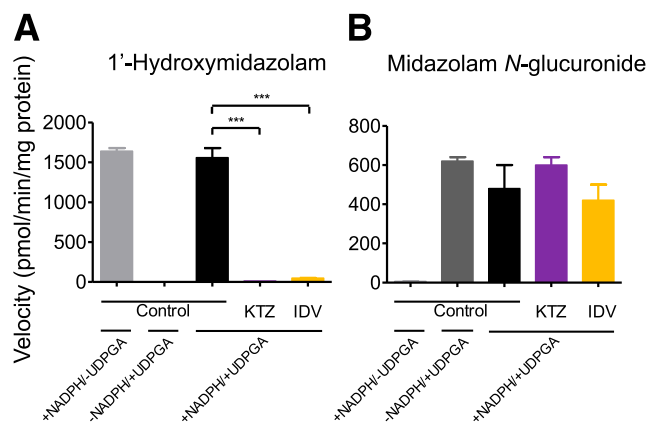 A
B
1’-Hydroxymidazolam
Midazolam N-glucuronide
Velocity (pmol/min/mg protein)
2000
1500
1000
500
0
***
***
800
600
400
200
0
Control
KTZ
IDV
+NADPH/-UDPGA
-NADPH/+UDPGA
+NADPH/+UDPGA
Control
KTZ
IDV
+NADPH/-UDPGA
-NADPH/+UDPGA
+NADPH/+UDPGA